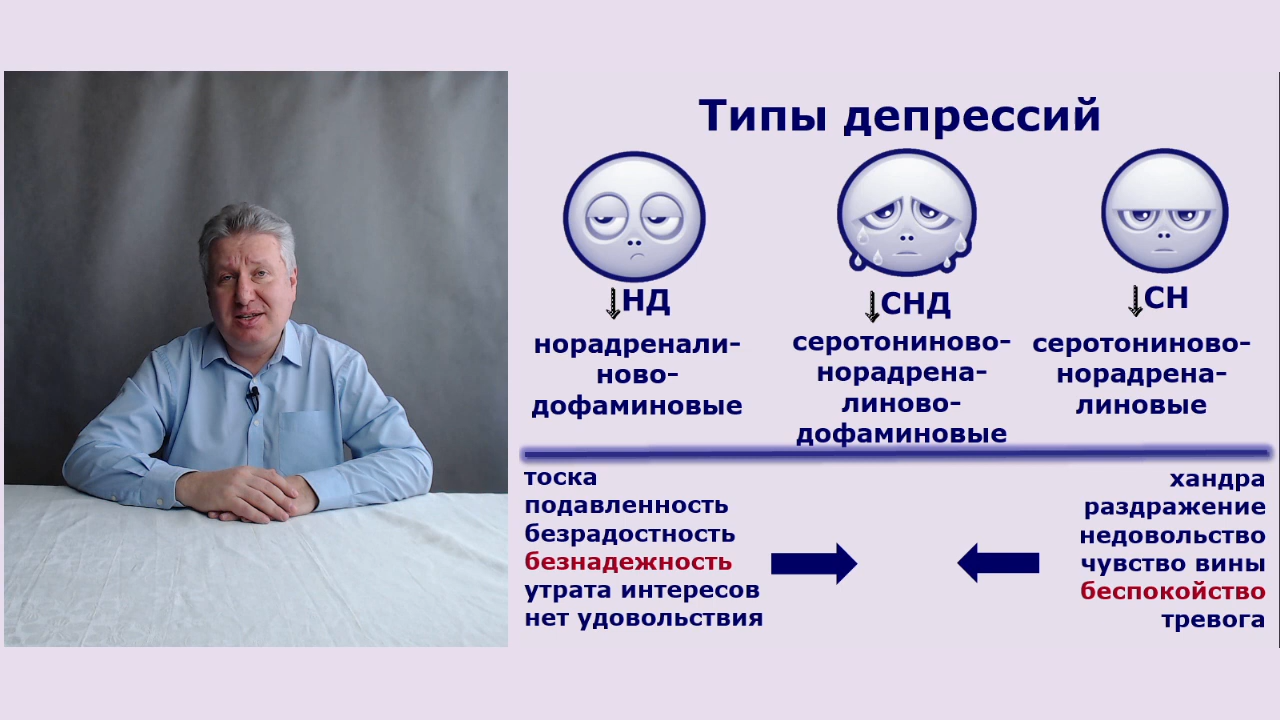 Типы депрессий
НД
СНД
СН
норадренали-
ново-
дофаминовые
серотониново-
норадрена-
линово-
дофаминовые
серотониново-
норадрена-
линовые
тоска
подавленность
безрадостность
безнадежность
утрата интересов
нет удовольствия
хандра
раздражение
недовольство
чувство вины
беспокойство
тревога